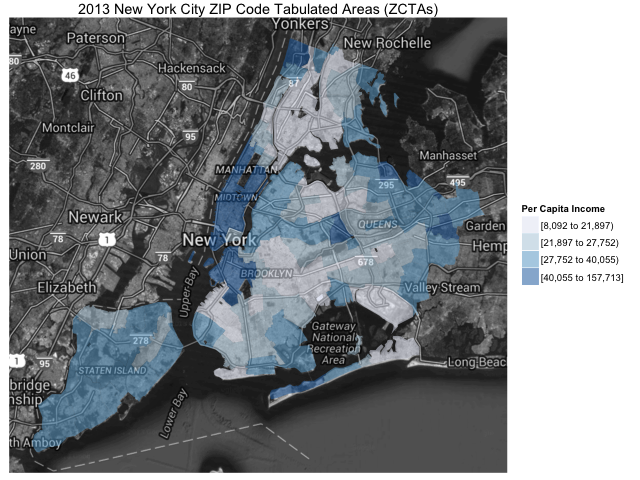 2013 New York City ZIP Code Tabulated Areas (ZCTAs)
ayne
Paterson
Yonkers
New Rochelle
80
46
Hackensack
80
87
Clifton
95
Montclair
280
Manhasset
MANHATTAN
295
495
MIDTOWN
Newark
QUEENS
Garden
78
1
New York
Hemp
Union
78
678
BROOKLYN
Elizabeth
Upper Bay
Valley Stream
278
Gateway
National
Recreation
Area
1
95
STATEN ISLAND
Long Beac
bridge
nship
Lower Bay
th Amboy
Per Capita Income
[8,092 to 21,897)
[21,897 to 27,752)
[27,752 to 40,055)
[40,055 to 157,713]